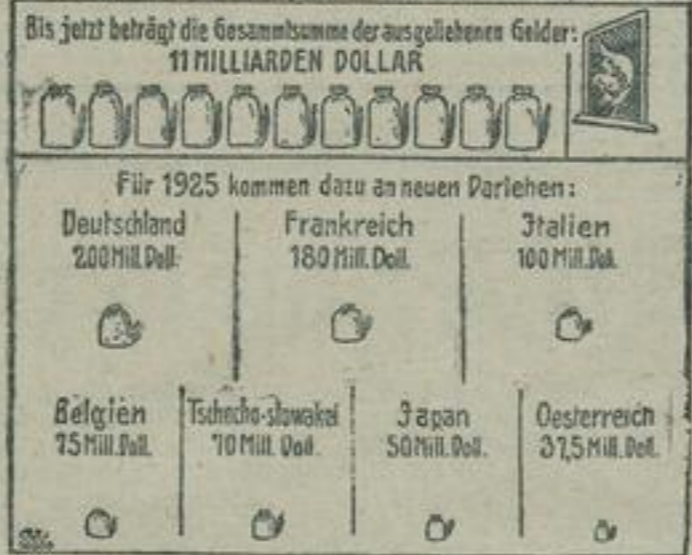 Bis jetzt beträgt die Gesammtsumme der ausgeliehenen Gelder:
11 MILLIARDEN DOLLAR
Für 1925 kommen dazu an neuen Darlehen:
Deutschland
200 Mill. Doll.
Frankreich
180 Mill. Doll.
Italien
100 Mill. Doll.
Belgien
75 Mill. Doll.
Tschecho-slowakei
70 Mill. Doll.
Japan
50 Mill. Doll.
Oesterreich
37,5 Mill. Doll.